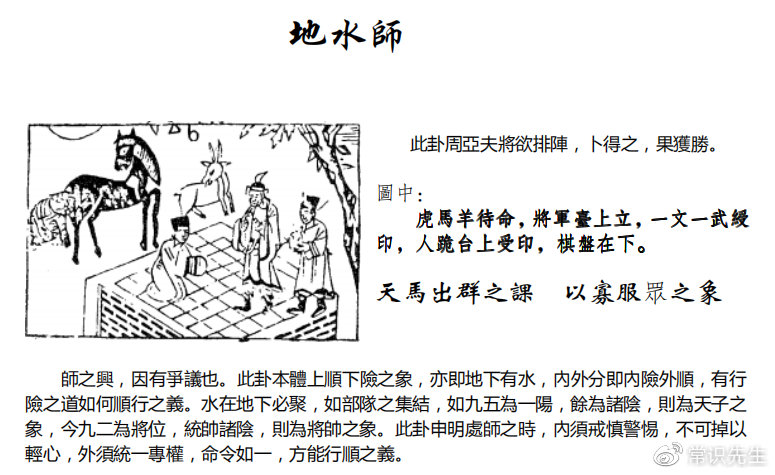 地水師
此卦周亞夫將欲排陣，卜得之，果獲勝。
圖中：
虎馬羊待命，將軍臺上立，一文一武綬
印，人跪台上受印，棋盤在下。
天馬出群之課　以寡服眾之象
師之興，因有爭議也。此卦本體上順下險之象，亦即地下有水，內外分即內險外順，有行
險之道如何順行之義。水在地下必聚，如部隊之集結，如九五為一陽，餘為諸陰，則為天子之
象，今九二為將位，統帥諸陰，則為將帥之象。此卦申明處師之時，內須戒慎警惕，不可掉以
輕心，外須統一專權，命令如一，方能行順之義。
常识先生